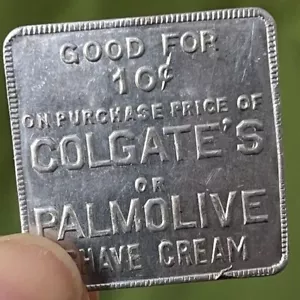 GOOD FOR
10¢
ON PURCHASE PRICE OF
COLGATE'S
OR
PALMOLIVE
SHAVE CREAM